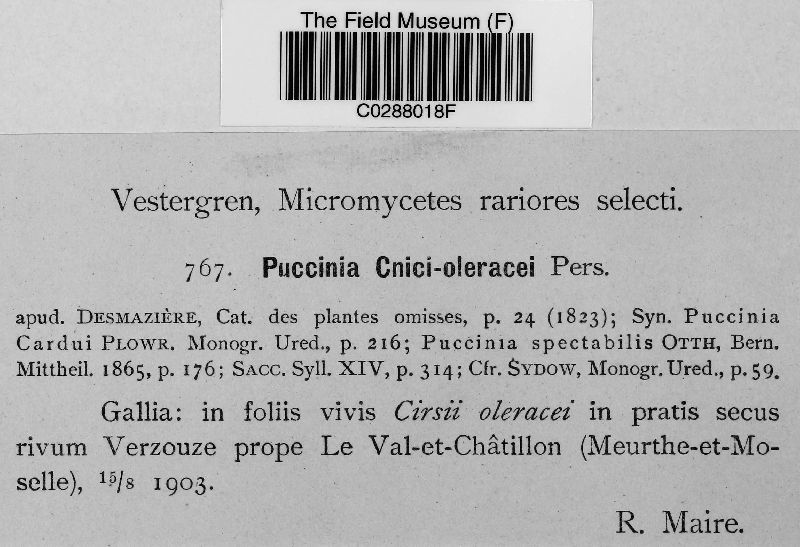 The Field Museum (F)
C0288018F
Vestergren, Micromycetes rariores selecti.
767. Puccinia Cnici-oleracei Pers.
apud. DESMAZIÈRE, Cat. des plantes omisses, p. 24 (1823); Syn. Puccinia
Cardui PLOWR. Monogr. Ured., p. 216; Puccinia spectabilis OTTH, Bern.
Mittheil. 1865, p. 176; SACC. Syll. XIV, p. 314; Cfr. SYDOW, Monogr. Ured., p. 59.
Gallia: in foliis vivis Cirsii oleracei in pratis secus
rivum Verzouze prope Le Val-et-Châtillon (Meurthe-et-Mo-
selle), 15/8 1903.
R. Maire.